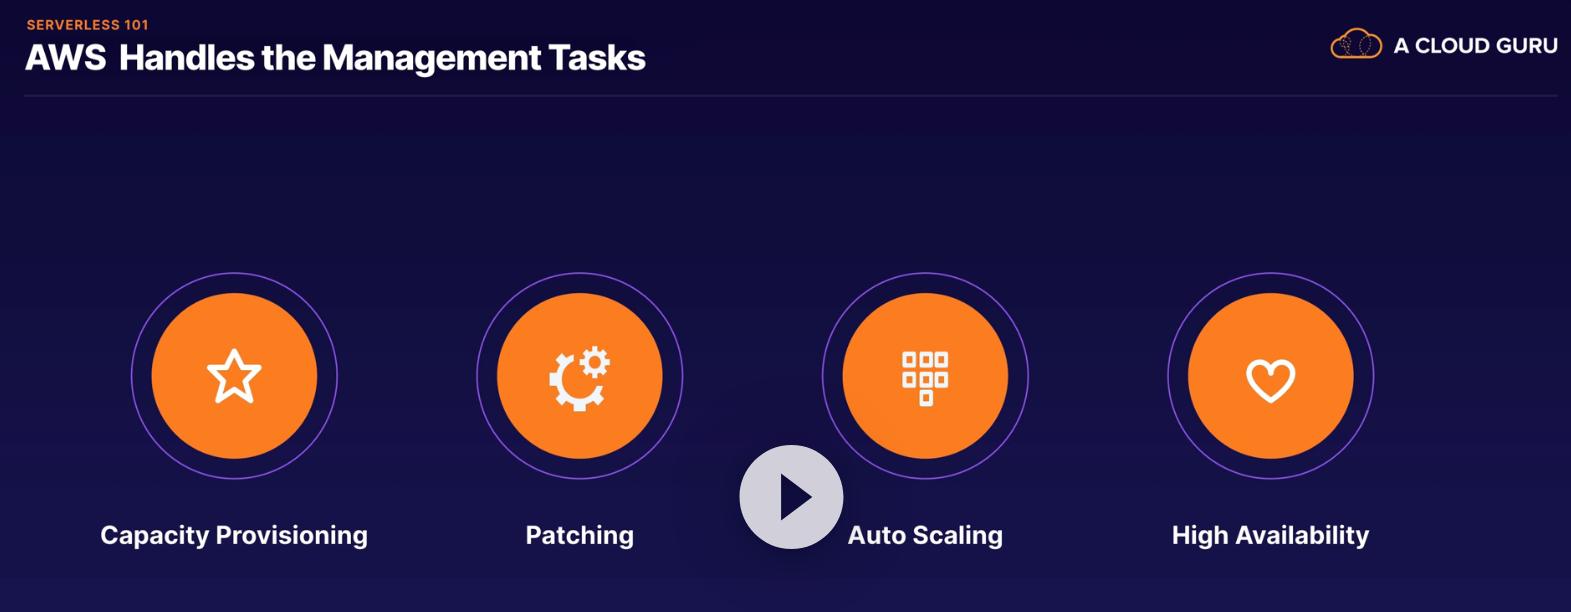 SERVERLESS 101
AWS Handles the Management Tasks
A CLOUD GURU
Capacity Provisioning
Patching
Auto Scaling
High Availability